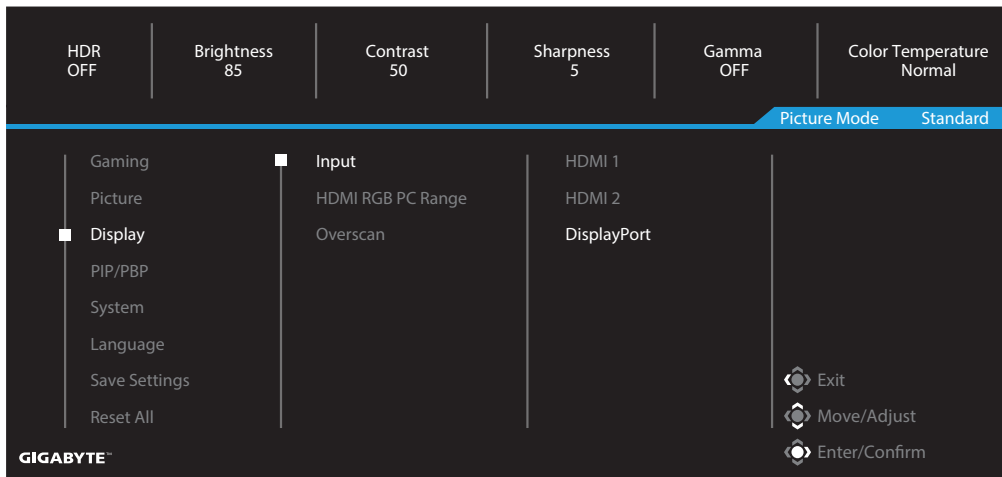 HDR
OFF
Brightness
85
Contrast
50
Sharpness
5
Gamma
OFF
Color Temperature
Normal
Picture Mode Standard
Gaming
Picture
Display
PIP/PBP
System
Language
Save Settings
Reset All
Input
HDMI RGB PC Range
Overscan
HDMI 1
HDMI 2
DisplayPort
Exit
Move/Adjust
Enter/Confirm
GIGABYTE™